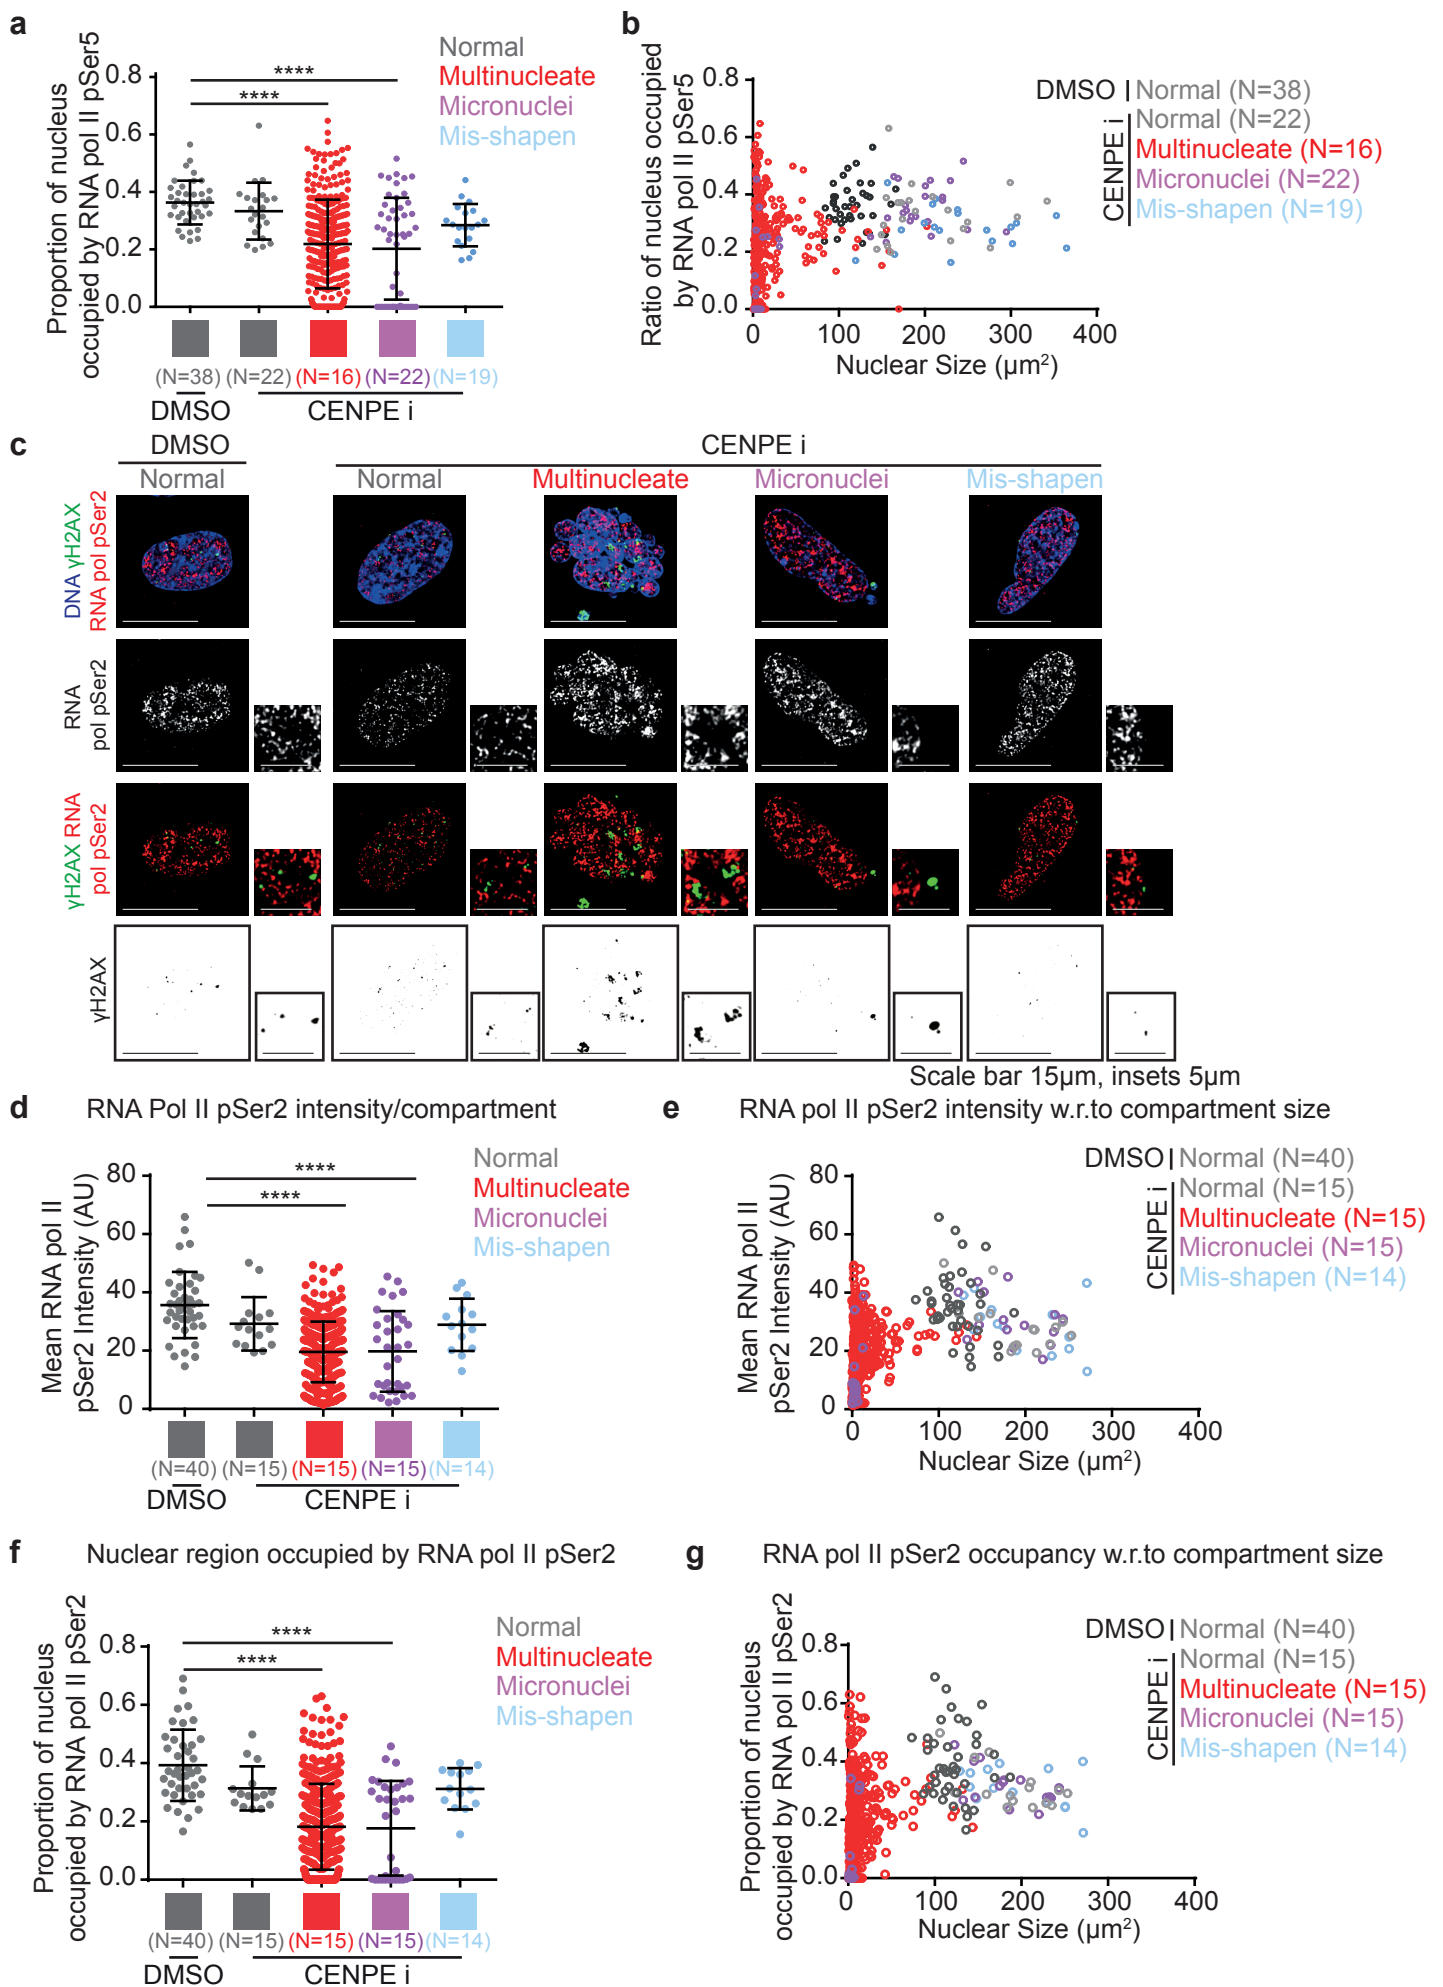 a
Proportion of nucleus
occupied by RNA pol II pSer5
0.8
0.6
0.4
0.2
0.0
****
****
Normal
Multinucleate
Micronuclei
Mis-shapen
(N=38) (N=22) (N=16) (N=22) (N=19)
DMSO CENPE i
b
Ratio of nucleus occupied
by RNA pol II pSer5
0.8
0.6
0.4
0.2
0.0
0 100 200 300 400
Nuclear Size (µm²)
DMSO Normal (N=38)
CENPE i
Normal (N=22)
Multinucleate (N=16)
Micronuclei (N=22)
Mis-shapen (N=19)
c
DMSO CENPE i
Normal Normal Multinucleate Micronuclei Mis-shapen
DNA γH2AX
RNA pol pSer2
RNA
pol pSer2
γH2AX RNA
pol pSer2
γH2AX
Scale bar 15µm, insets 5µm
d RNA Pol II pSer2 intensity/compartment
Mean RNA pol II
pSer2 Intensity (AU)
80
60
40
20
0
****
****
Normal
Multinucleate
Micronuclei
Mis-shapen
(N=40) (N=15) (N=15) (N=15) (N=14)
DMSO CENPE i
e RNA pol II pSer2 intensity w.r.to compartment size
Mean RNA pol II
pSer2 Intensity (AU)
80
60
40
20
0
0 100 200 300 400
Nuclear Size (µm²)
DMSO Normal (N=40)
CENPE i
Normal (N=15)
Multinucleate (N=15)
Micronuclei (N=15)
Mis-shapen (N=14)
f Nuclear region occupied by RNA pol II pSer2
Proportion of nucleus
occupied by RNA pol II pSer2
0.8
0.6
0.4
0.2
0.0
****
****
Normal
Multinucleate
Micronuclei
Mis-shapen
(N=40) (N=15) (N=15) (N=15) (N=14)
DMSO CENPE i
g RNA pol II pSer2 occupancy w.r.to compartment size
Proportion of nucleus
occupied by RNA pol II pSer2
0.8
0.6
0.4
0.2
0.0
0 100 200 300 400
Nuclear Size (µm²)
DMSO Normal (N=40)
CENPE i
Normal (N=15)
Multinucleate (N=15)
Micronuclei (N=15)
Mis-shapen (N=14)